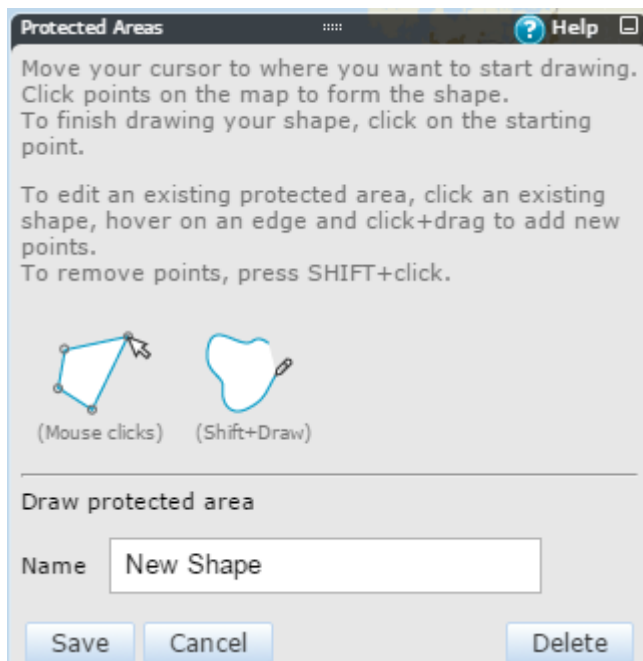 Protected Areas
? Help
Move your cursor to where you want to start drawing.
Click points on the map to form the shape.
To finish drawing your shape, click on the starting
point.
To edit an existing protected area, click an existing
shape, hover on an edge and click+drag to add new
points.
To remove points, press SHIFT+click.
(Mouse clicks) (Shift+Draw)
Draw protected area
Name New Shape
Save Cancel Delete